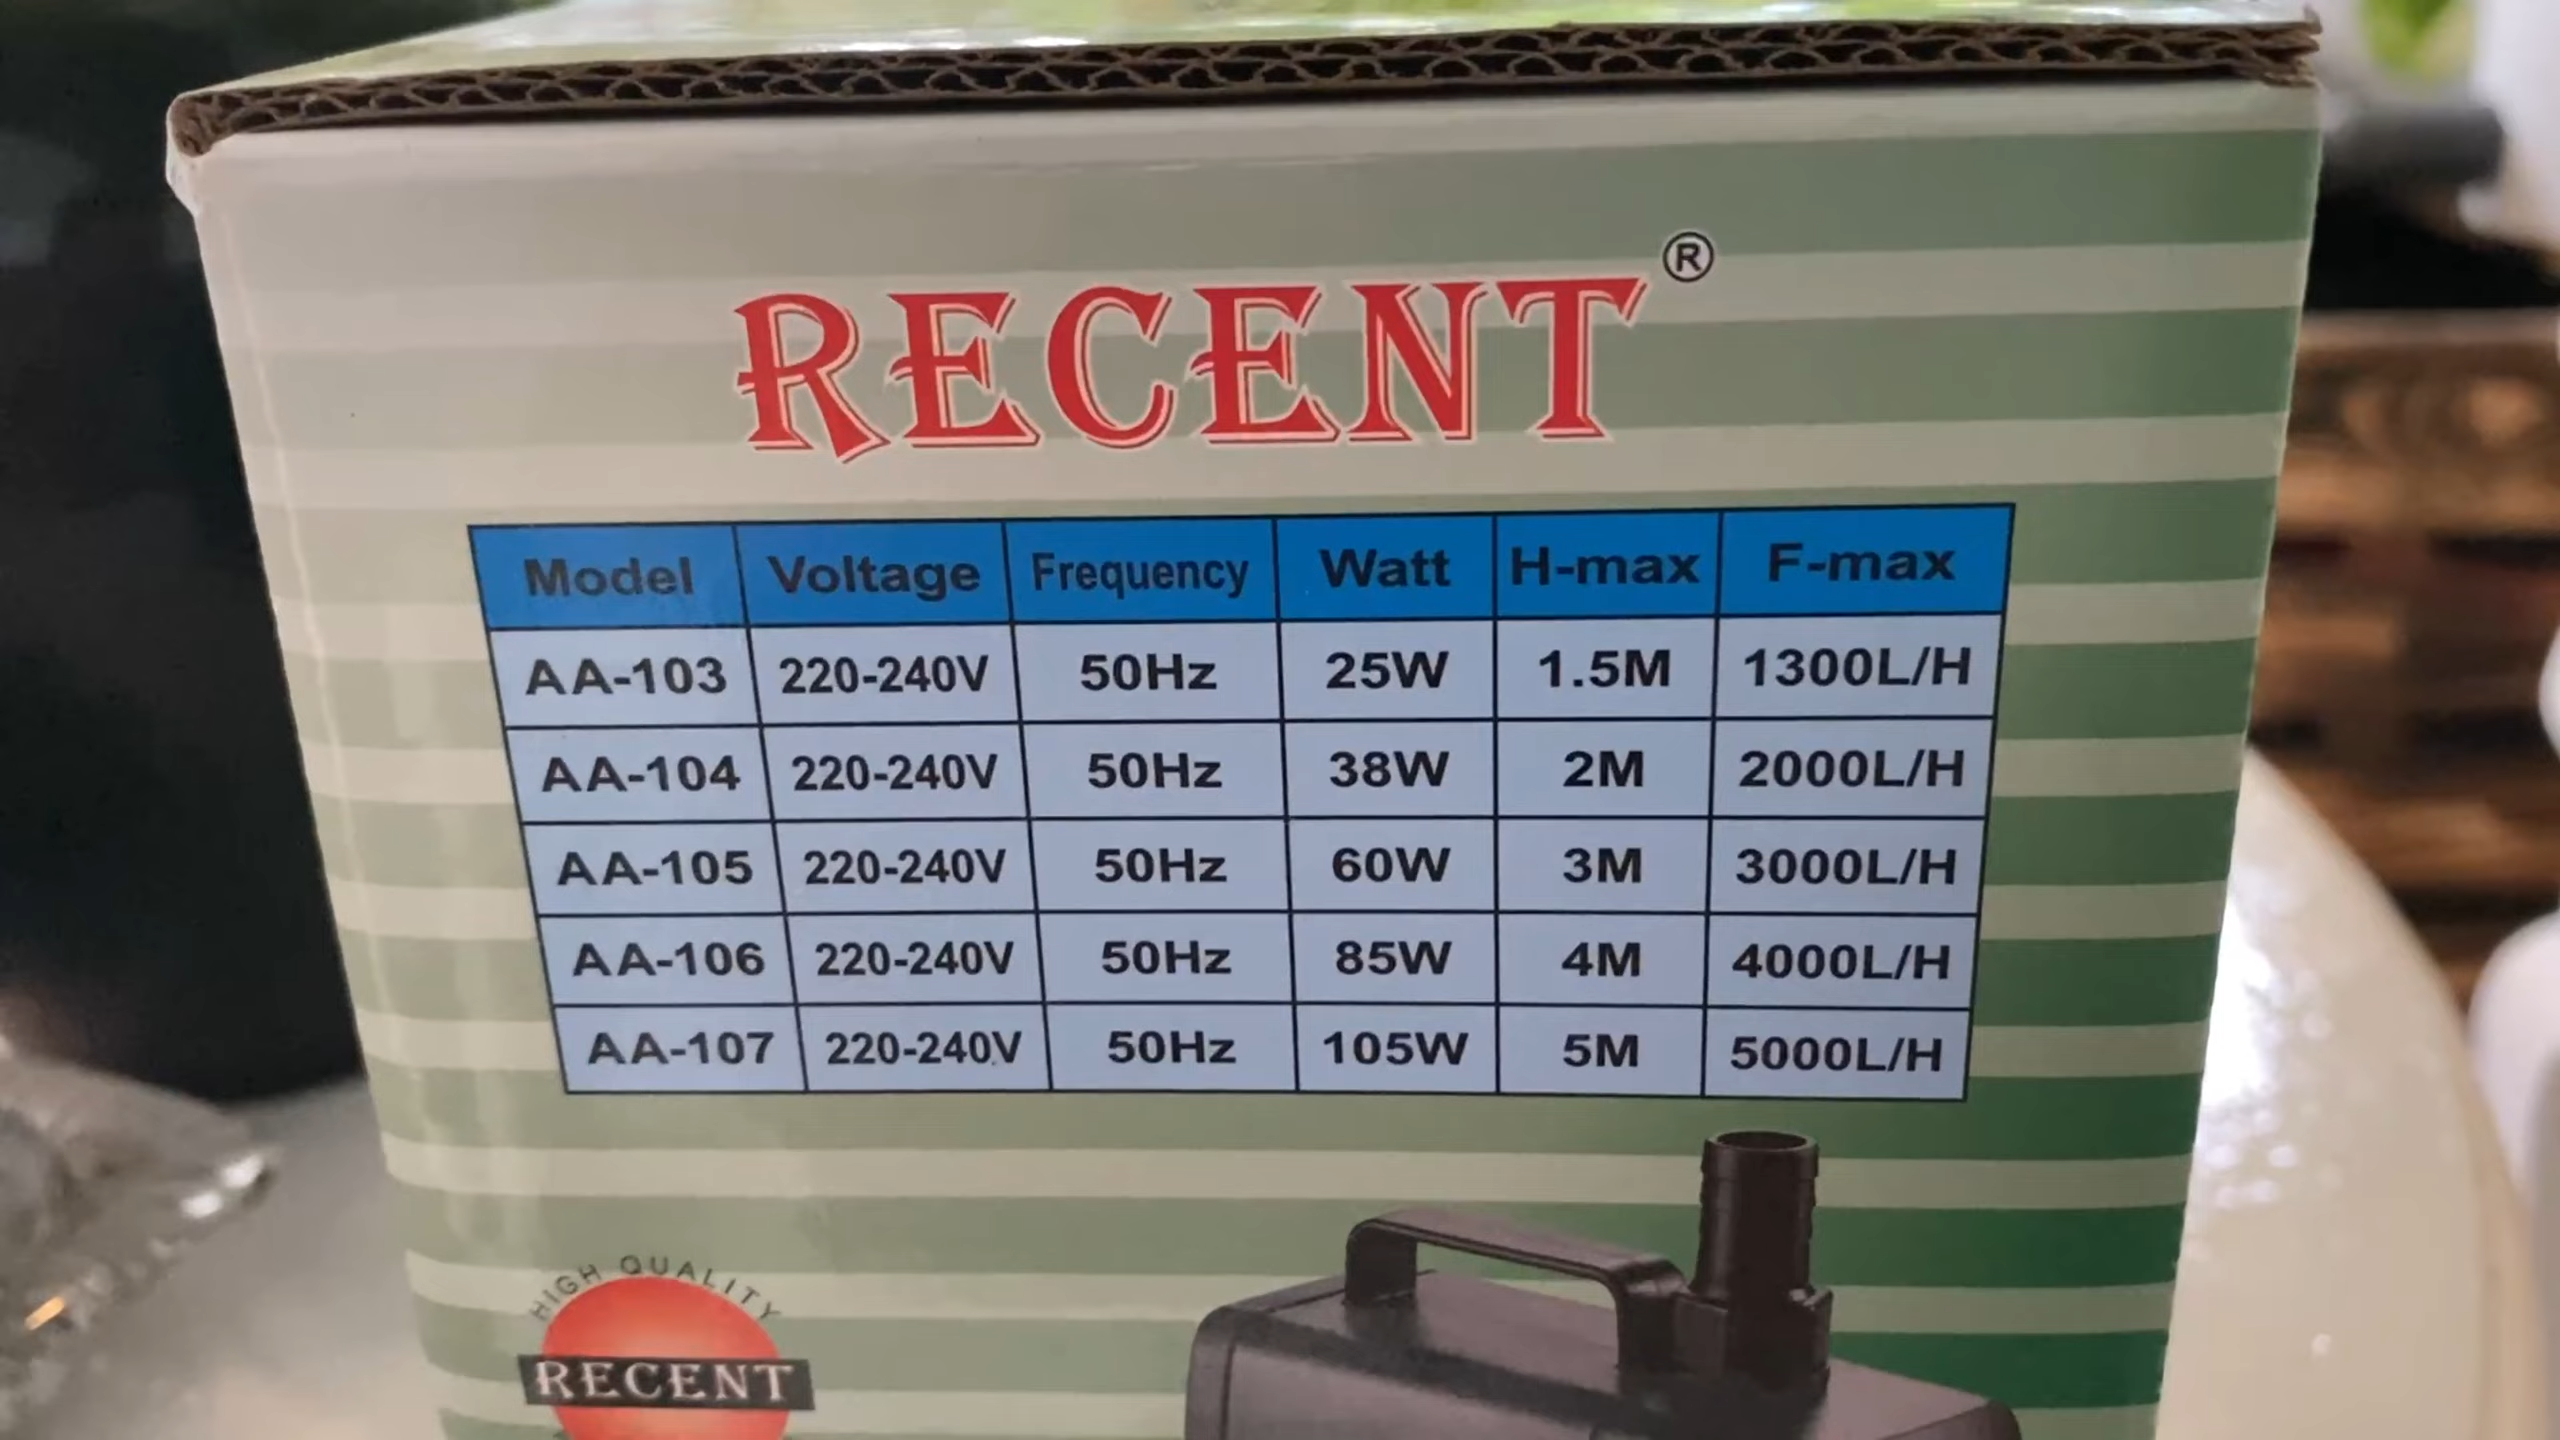 RECENT®
Model Voltage Frequency Watt H-max F-max
AA-103 220-240V 50Hz 25W 1.5M 1300L/H
AA-104 220-240V 50Hz 38W 2M 2000L/H
AA-105 220-240V 50Hz 60W 3M 3000L/H
AA-106 220-240V 50Hz 85W 4M 4000L/H
AA-107 220-240V 50Hz 105W 5M 5000L/H
HIGH QUALITY
RECENT